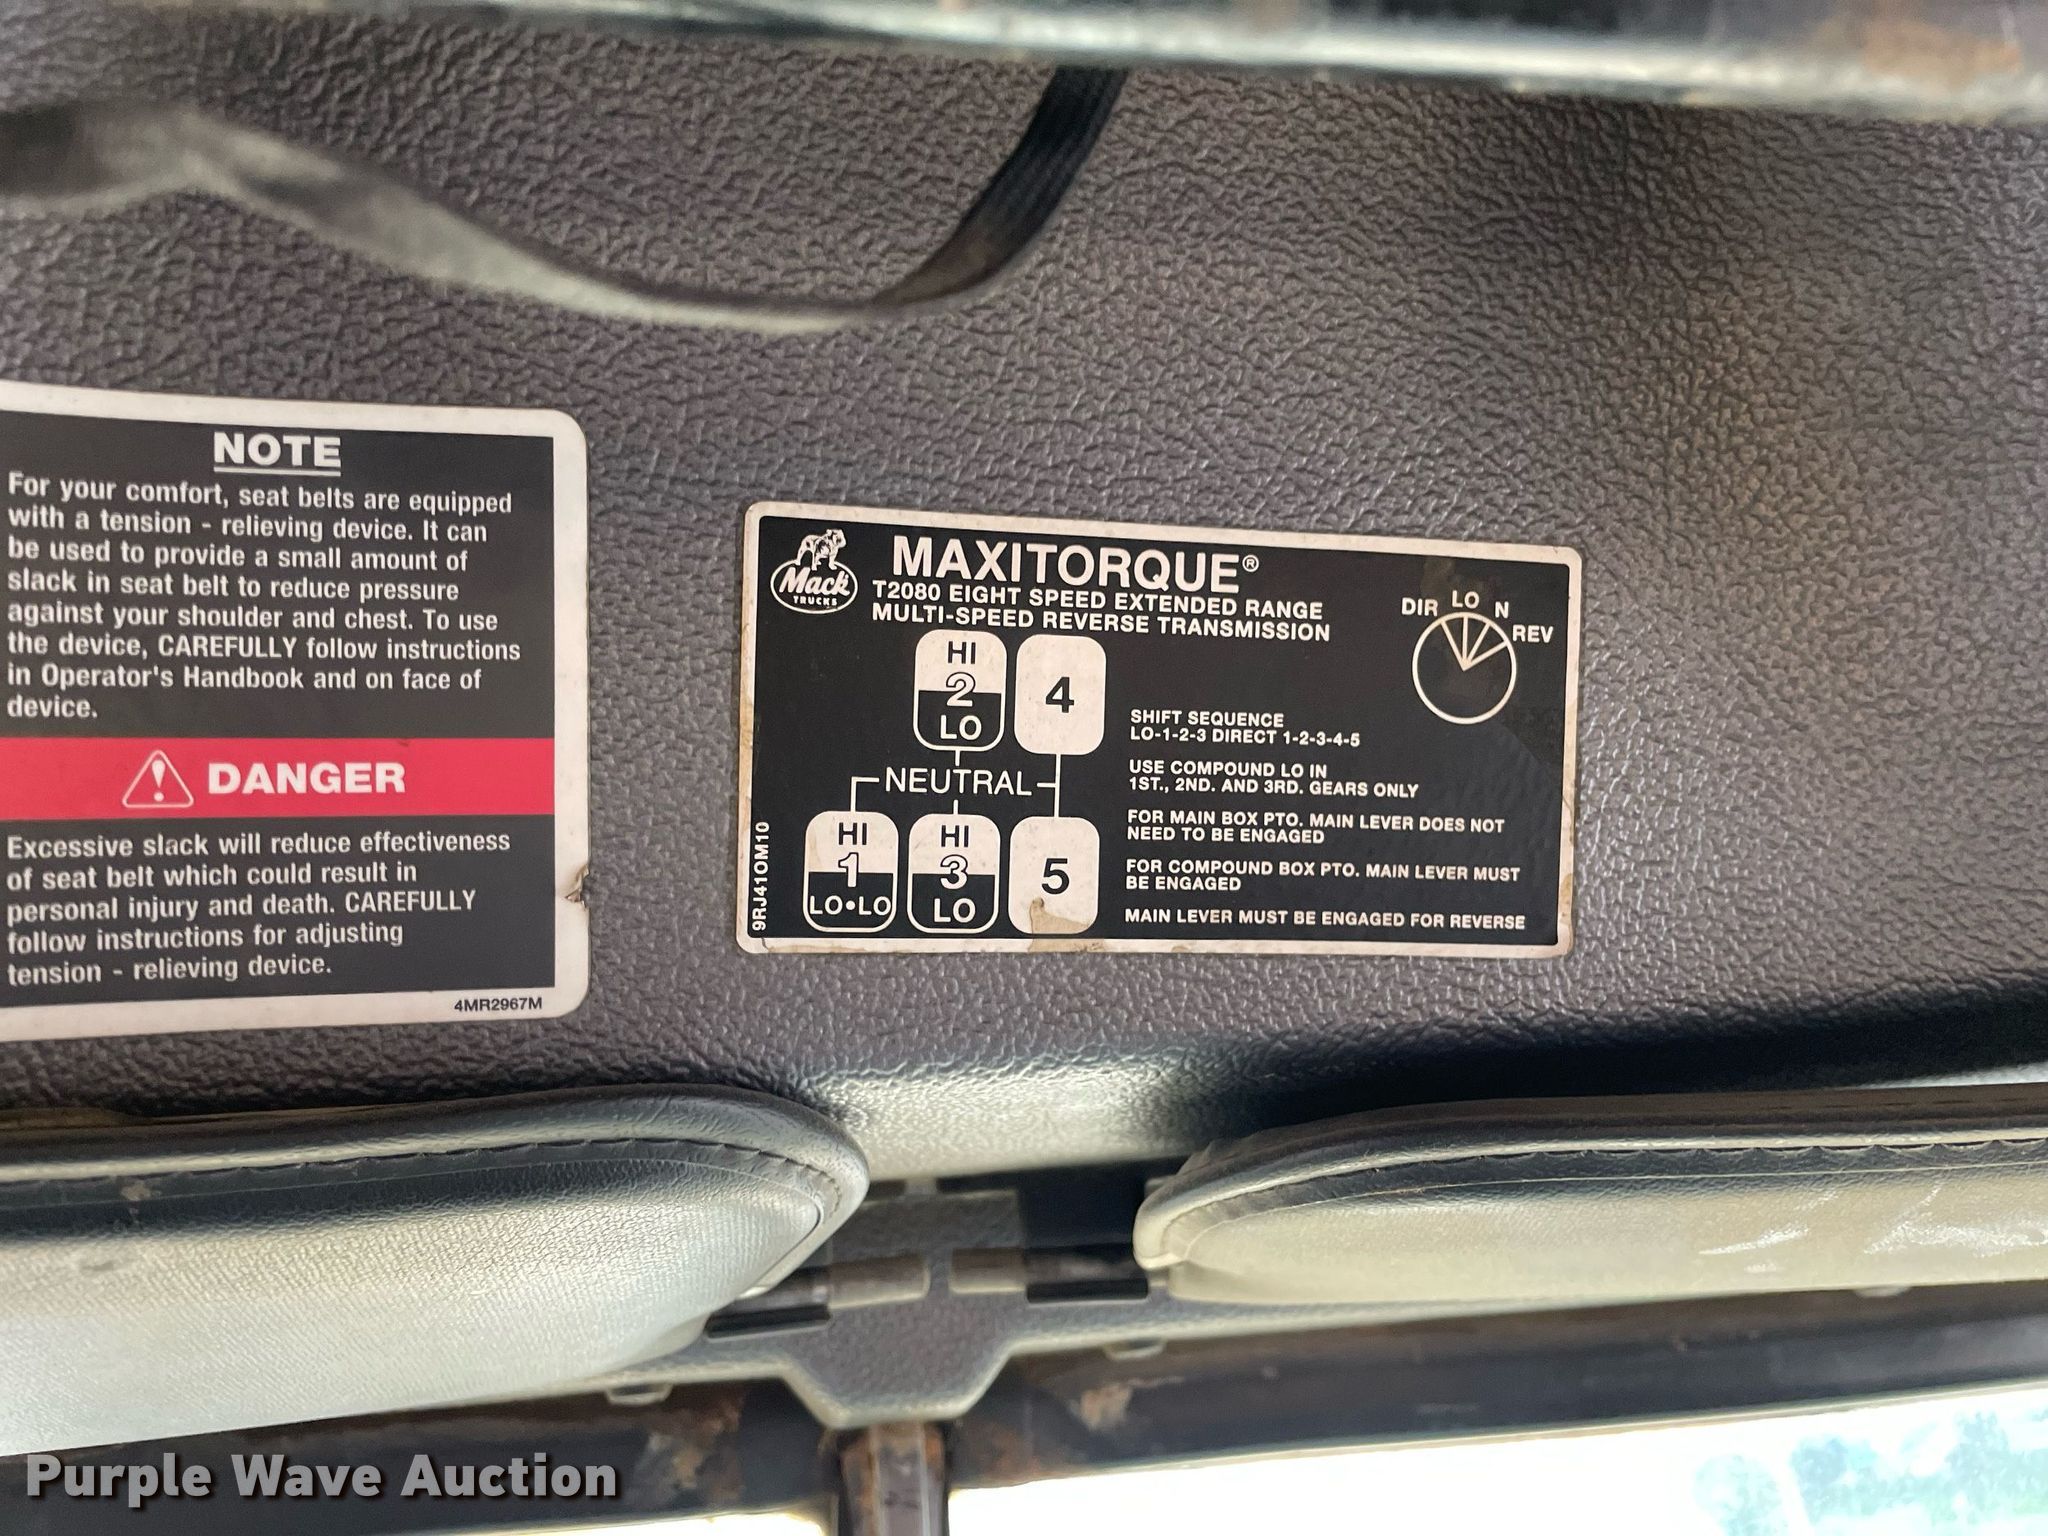 NOTE
For your comfort, seat belts are equipped
with a tension - relieving device. It can
be used to provide a small amount of
slack in seat belt to reduce pressure
against your shoulder and chest. To use
the device, CAREFULLY follow instructions
in Operator's Handbook and on face of
device.
DANGER
Excessive slack will reduce effectiveness
of seat belt which could result in
personal injury and death. CAREFULLY
follow instructions for adjusting
tension - relieving device.
4MR2967M
Mack
TRUCKS
MAXITORQUE®
T2080 EIGHT SPEED EXTENDED RANGE
MULTI-SPEED REVERSE TRANSMISSION
DIR LO N REV
HI
2
LO
4
NEUTRAL
HI
1
LO•LO
HI
3
LO
5
SHIFT SEQUENCE
LO-1-2-3 DIRECT 1-2-3-4-5
USE COMPOUND LO IN
1ST., 2ND. AND 3RD. GEARS ONLY
FOR MAIN BOX PTO. MAIN LEVER DOES NOT
NEED TO BE ENGAGED
FOR COMPOUND BOX PTO. MAIN LEVER MUST
BE ENGAGED
MAIN LEVER MUST BE ENGAGED FOR REVERSE
9RJ41OM10
Purple Wave Auction